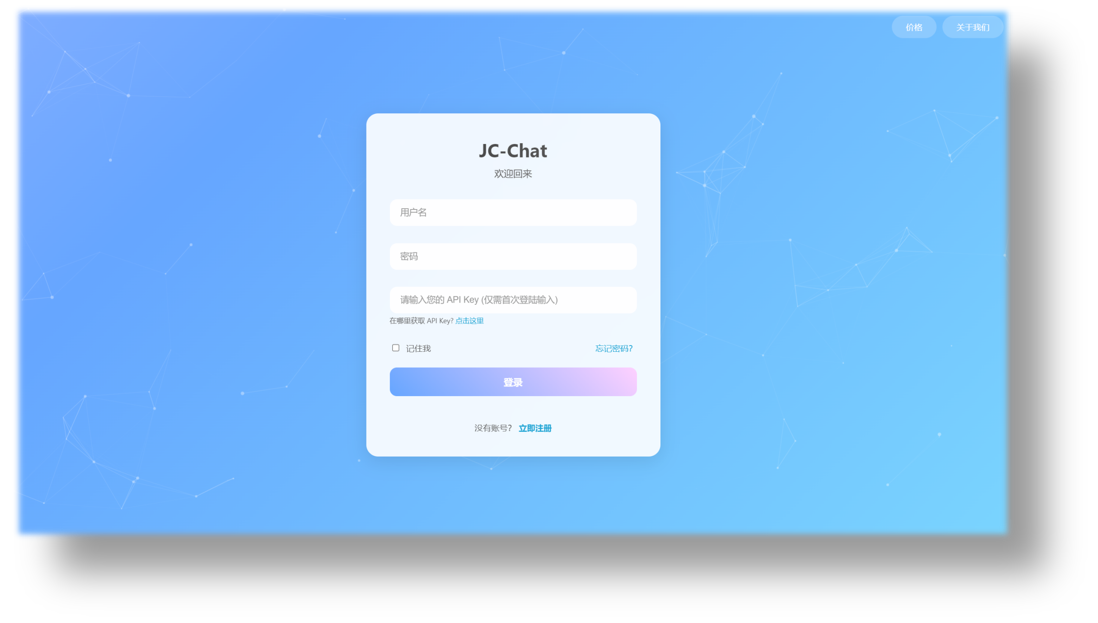 价格 关于我们
JC-Chat
欢迎回来
用户名
密码
请输入您的 API Key (仅需首次登陆输入)
在哪里获取 API Key? 点击这里
记住我 忘记密码?
登录
没有账号? 立即注册